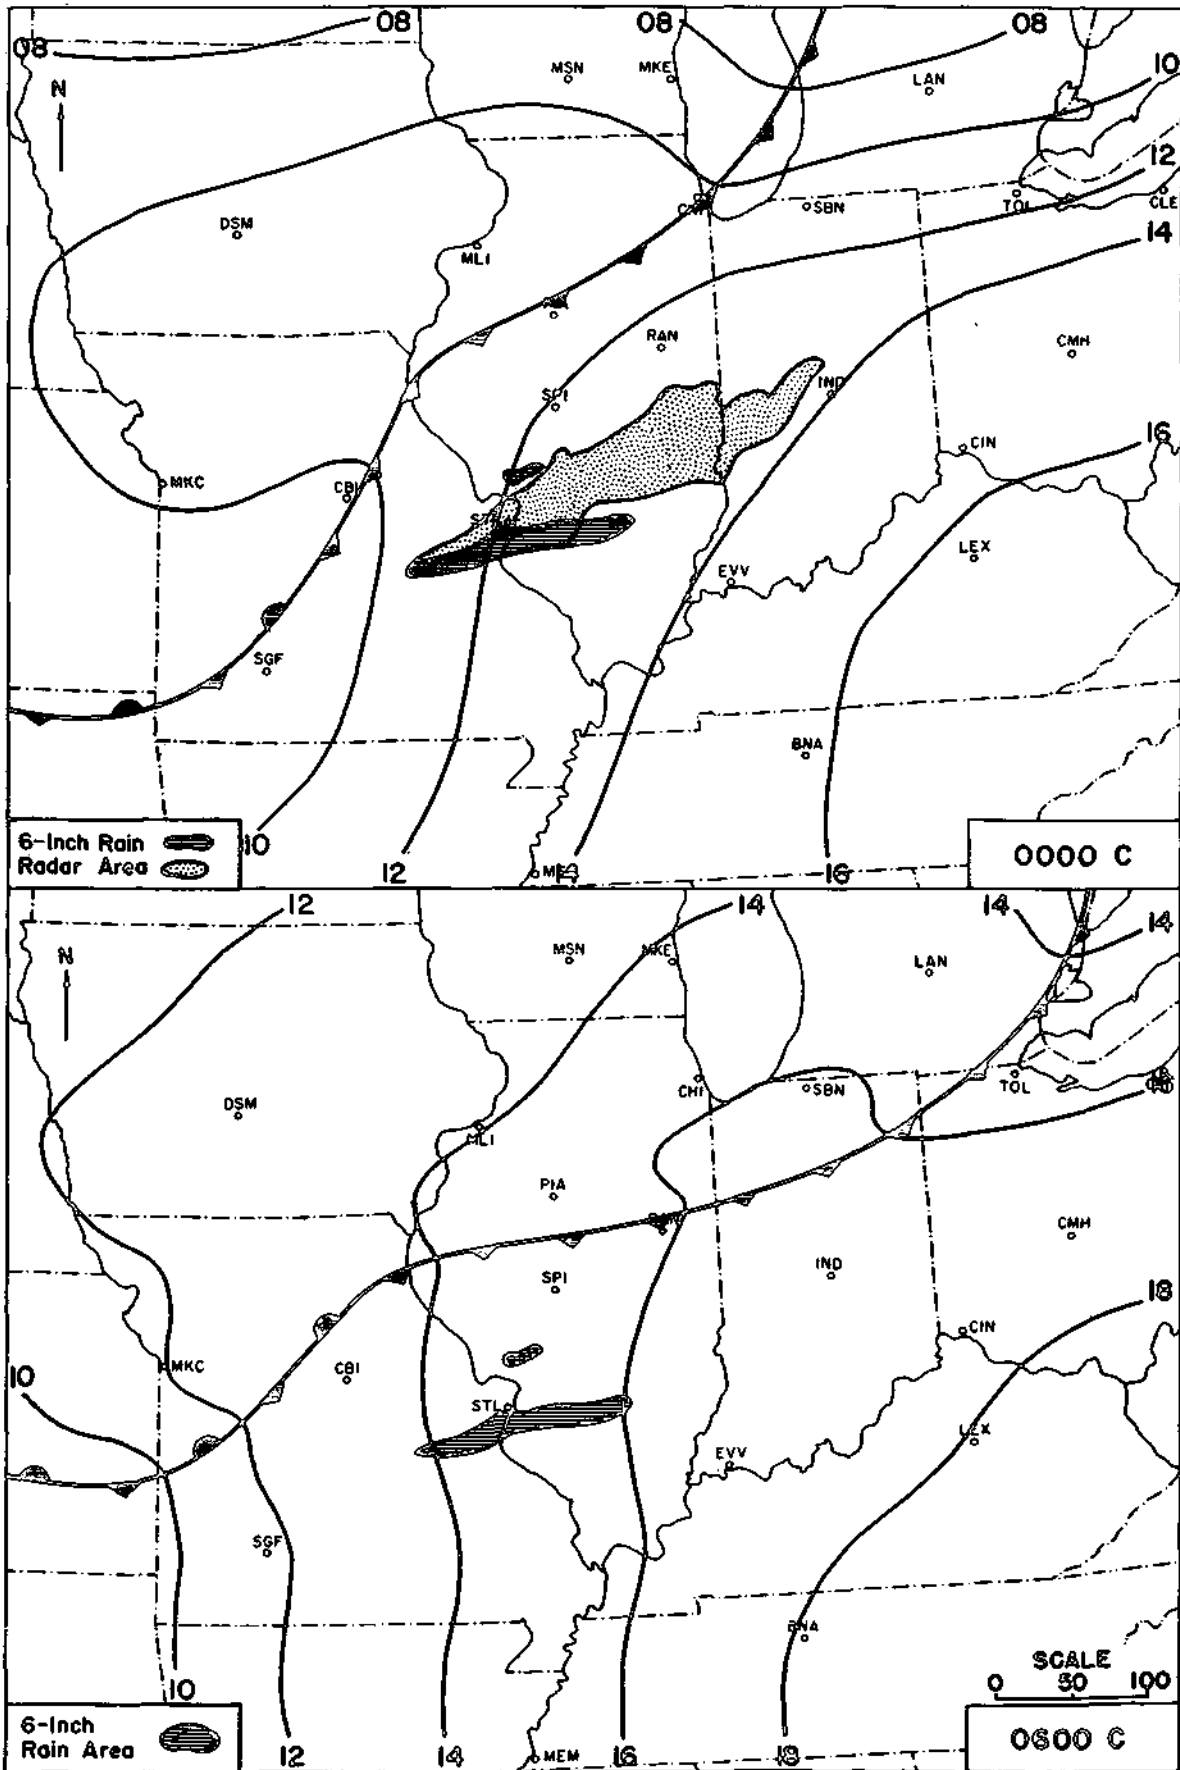 08 08 08
08
MSN MKE
LAN
10
N
12
DSM
SBN
TOL
CLE
14
MLI
RAN
CMH
SPI
IND
16
CIN
MKC
CBI
LEX
EVV
SGF
BNA
6-Inch Rain
Radar Area
10
12
14
16
0000 C
12
14
14
14
N
MSN
MKE
LAN
CHI
SBN
TOL
DSM
MLI
PIA
CMH
SPI
IND
18
CIN
MKC
CBI
10
STL
LEX
EVV
SGF
BNA
SCALE
0 50 100
10
6-Inch
Rain Area
12
14
MEM
16
18
0600 C